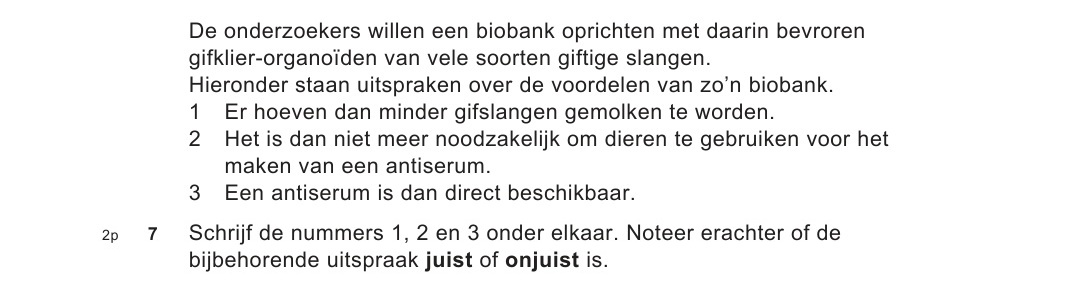 De onderzoekers willen een biobank oprichten met daarin bevroren
gifklier-organoïden van vele soorten giftige slangen.
Hieronder staan uitspraken over de voordelen van zo’n biobank.
1 Er hoeven dan minder gifslangen gemolken te worden.
2 Het is dan niet meer noodzakelijk om dieren te gebruiken voor het
maken van een antiserum.
3 Een antiserum is dan direct beschikbaar.
2p 7 Schrijf de nummers 1, 2 en 3 onder elkaar. Noteer erachter of de
bijbehorende uitspraak juist of onjuist is.